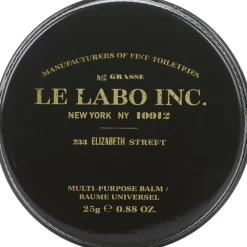 MANUFACTURERS OF FINE TOILETRIES
MC GRASSE
LE LABO INC.
NEW YORK NY 10012
233 ELIZABETH STREET
MULTI-PURPOSE BALM /
BAUME UNIVERSEL
25g ℮ 0.88 OZ.